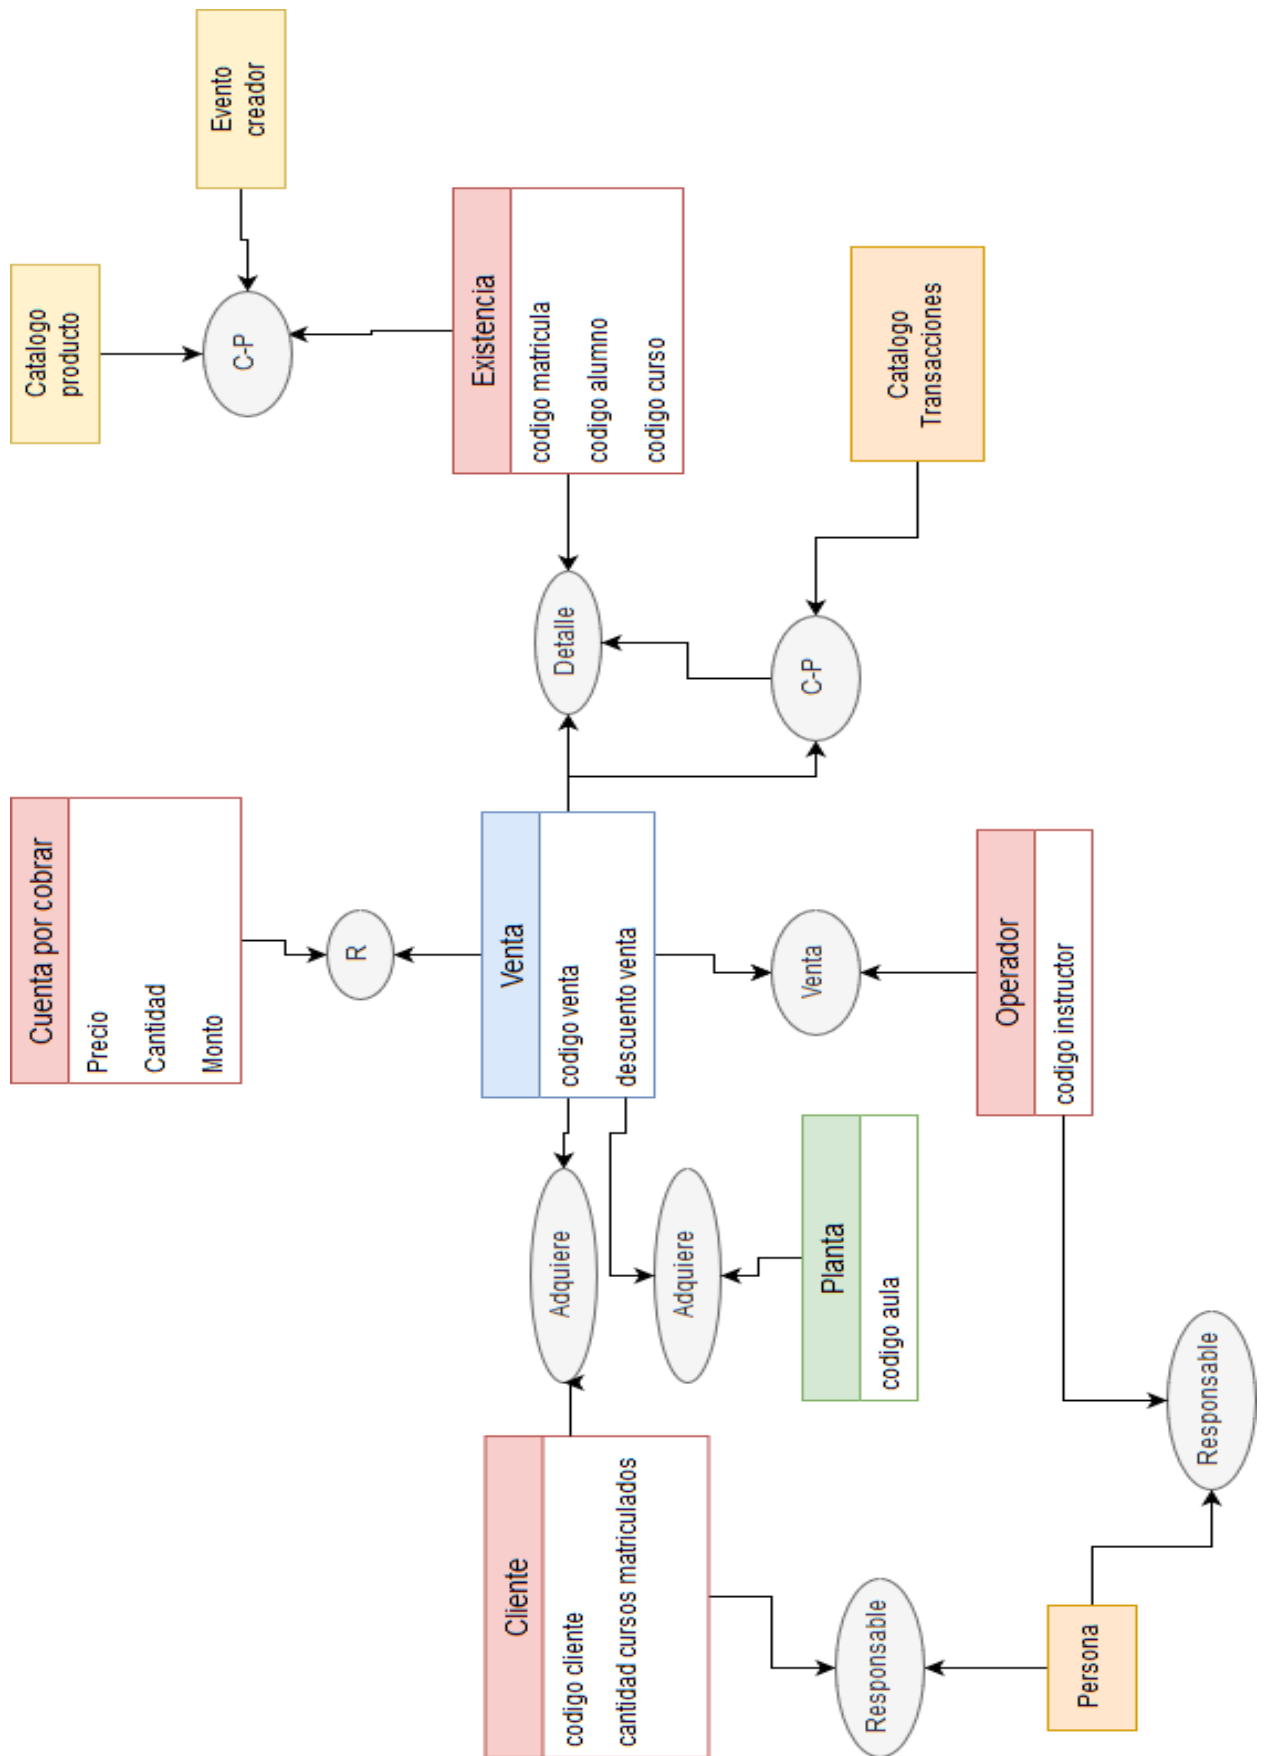 Cuenta por cobrar
Precio
Cantidad
Monto
Catalogo
producto
Evento
creador
R
C-P
Cliente
codigo cliente
cantidad cursos matriculados
Adquiere
Venta
codigo venta
descuento venta
Detalle
Existencia
codigo matricula
codigo alumno
codigo curso
Adquiere
Responsable
Planta
codigo aula
Venta
C-P
Catalogo
Transacciones
Persona
Operador
codigo instructor
Responsable